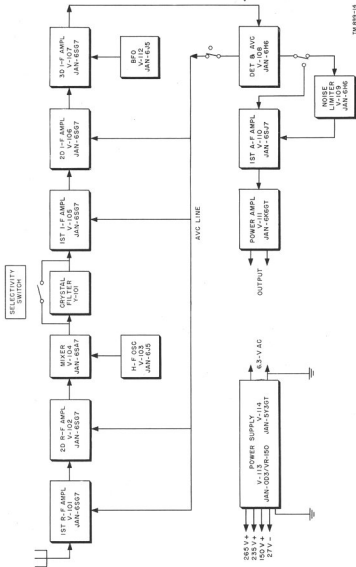 SELECTIVITY
SWITCH
1ST R-F AMPL
V-101
JAN-6SG7
2D R-F AMPL
V-102
JAN-6SG7
MIXER
V-104
JAN-6SA7
CRYSTAL
FILTER
Y-101
1ST I-F AMPL
V-105
JAN-6SG7
2D I-F AMPL
V-106
JAN-6SG7
3D I-F AMPL
V-107
JAN-6SG7
H-F OSC
V-103
JAN-6J5
BFO
V-112
JAN-6J5
AVC LINE
DET & AVC
V-108
JAN-6H6
NOISE
LIMITER
V-109
JAN-6H6
1ST A-F AMPL
V-110
JAN-6SJ7
POWER AMPL
V-111
JAN-6K6GT
OUTPUT
265 V+
235 V+
150 V+
27 V-
POWER SUPPLY
V-113 V-114
JAN-OD3/VR-150 JAN-5Y3GT
6.3-V AC
TM 899-14